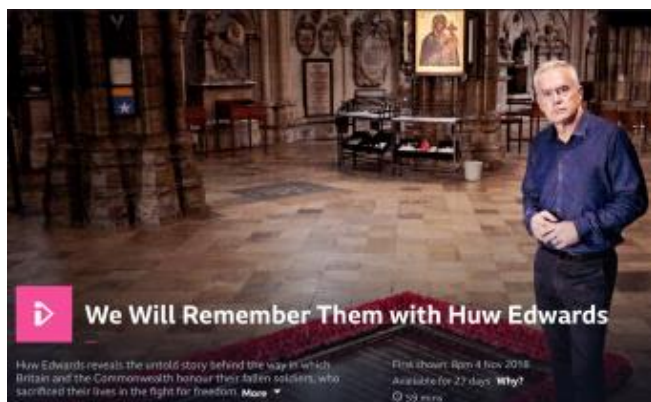 We Will Remember Them with Huw Edwards
Huw Edwards reveals the untold story behind the way in which
Britain and the Commonwealth honour their fallen soldiers, who
sacrificed their lives in the fight for freedom. More
First shown: 8pm 4 Nov 2018
Available for 27 days Why?
59 mins